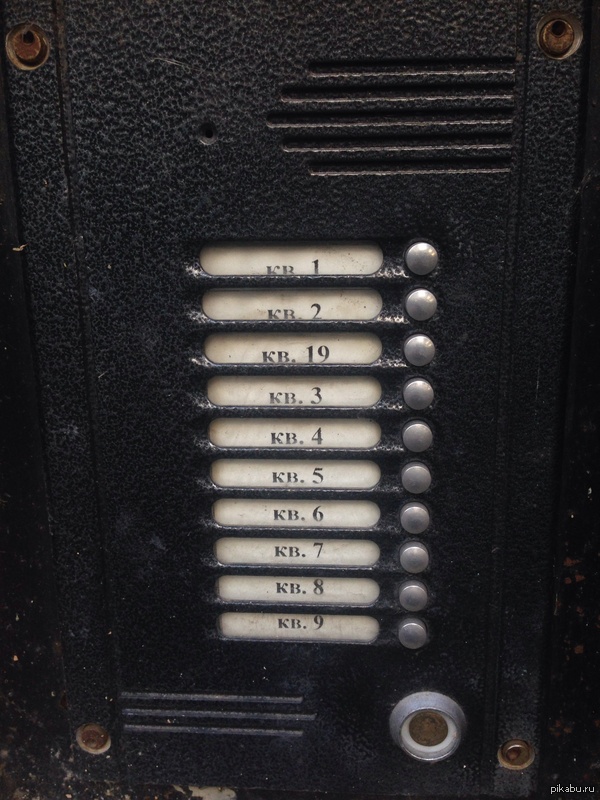 кв. 1
кв. 2
кв. 19
кв. 3
кв. 4
кв. 5
кв. 6
кв. 7
кв. 8
кв. 9
pikabu.ru